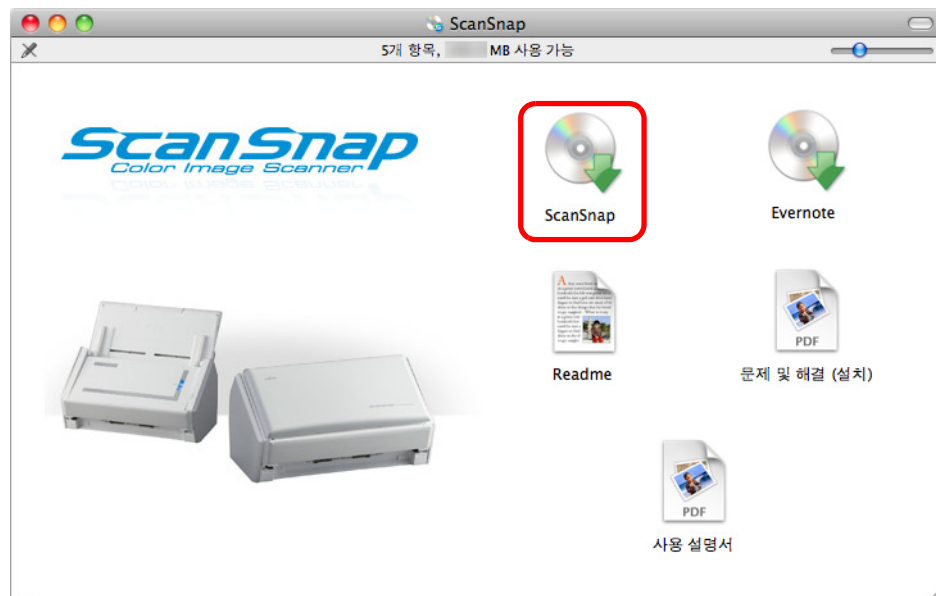 ScanSnap
5개 항목, MB 사용 가능
ScanSnap
Color Image Scanner
ScanSnap
Evernote
Readme
PDF
문제 및 해결 (설치)
PDF
사용 설명서